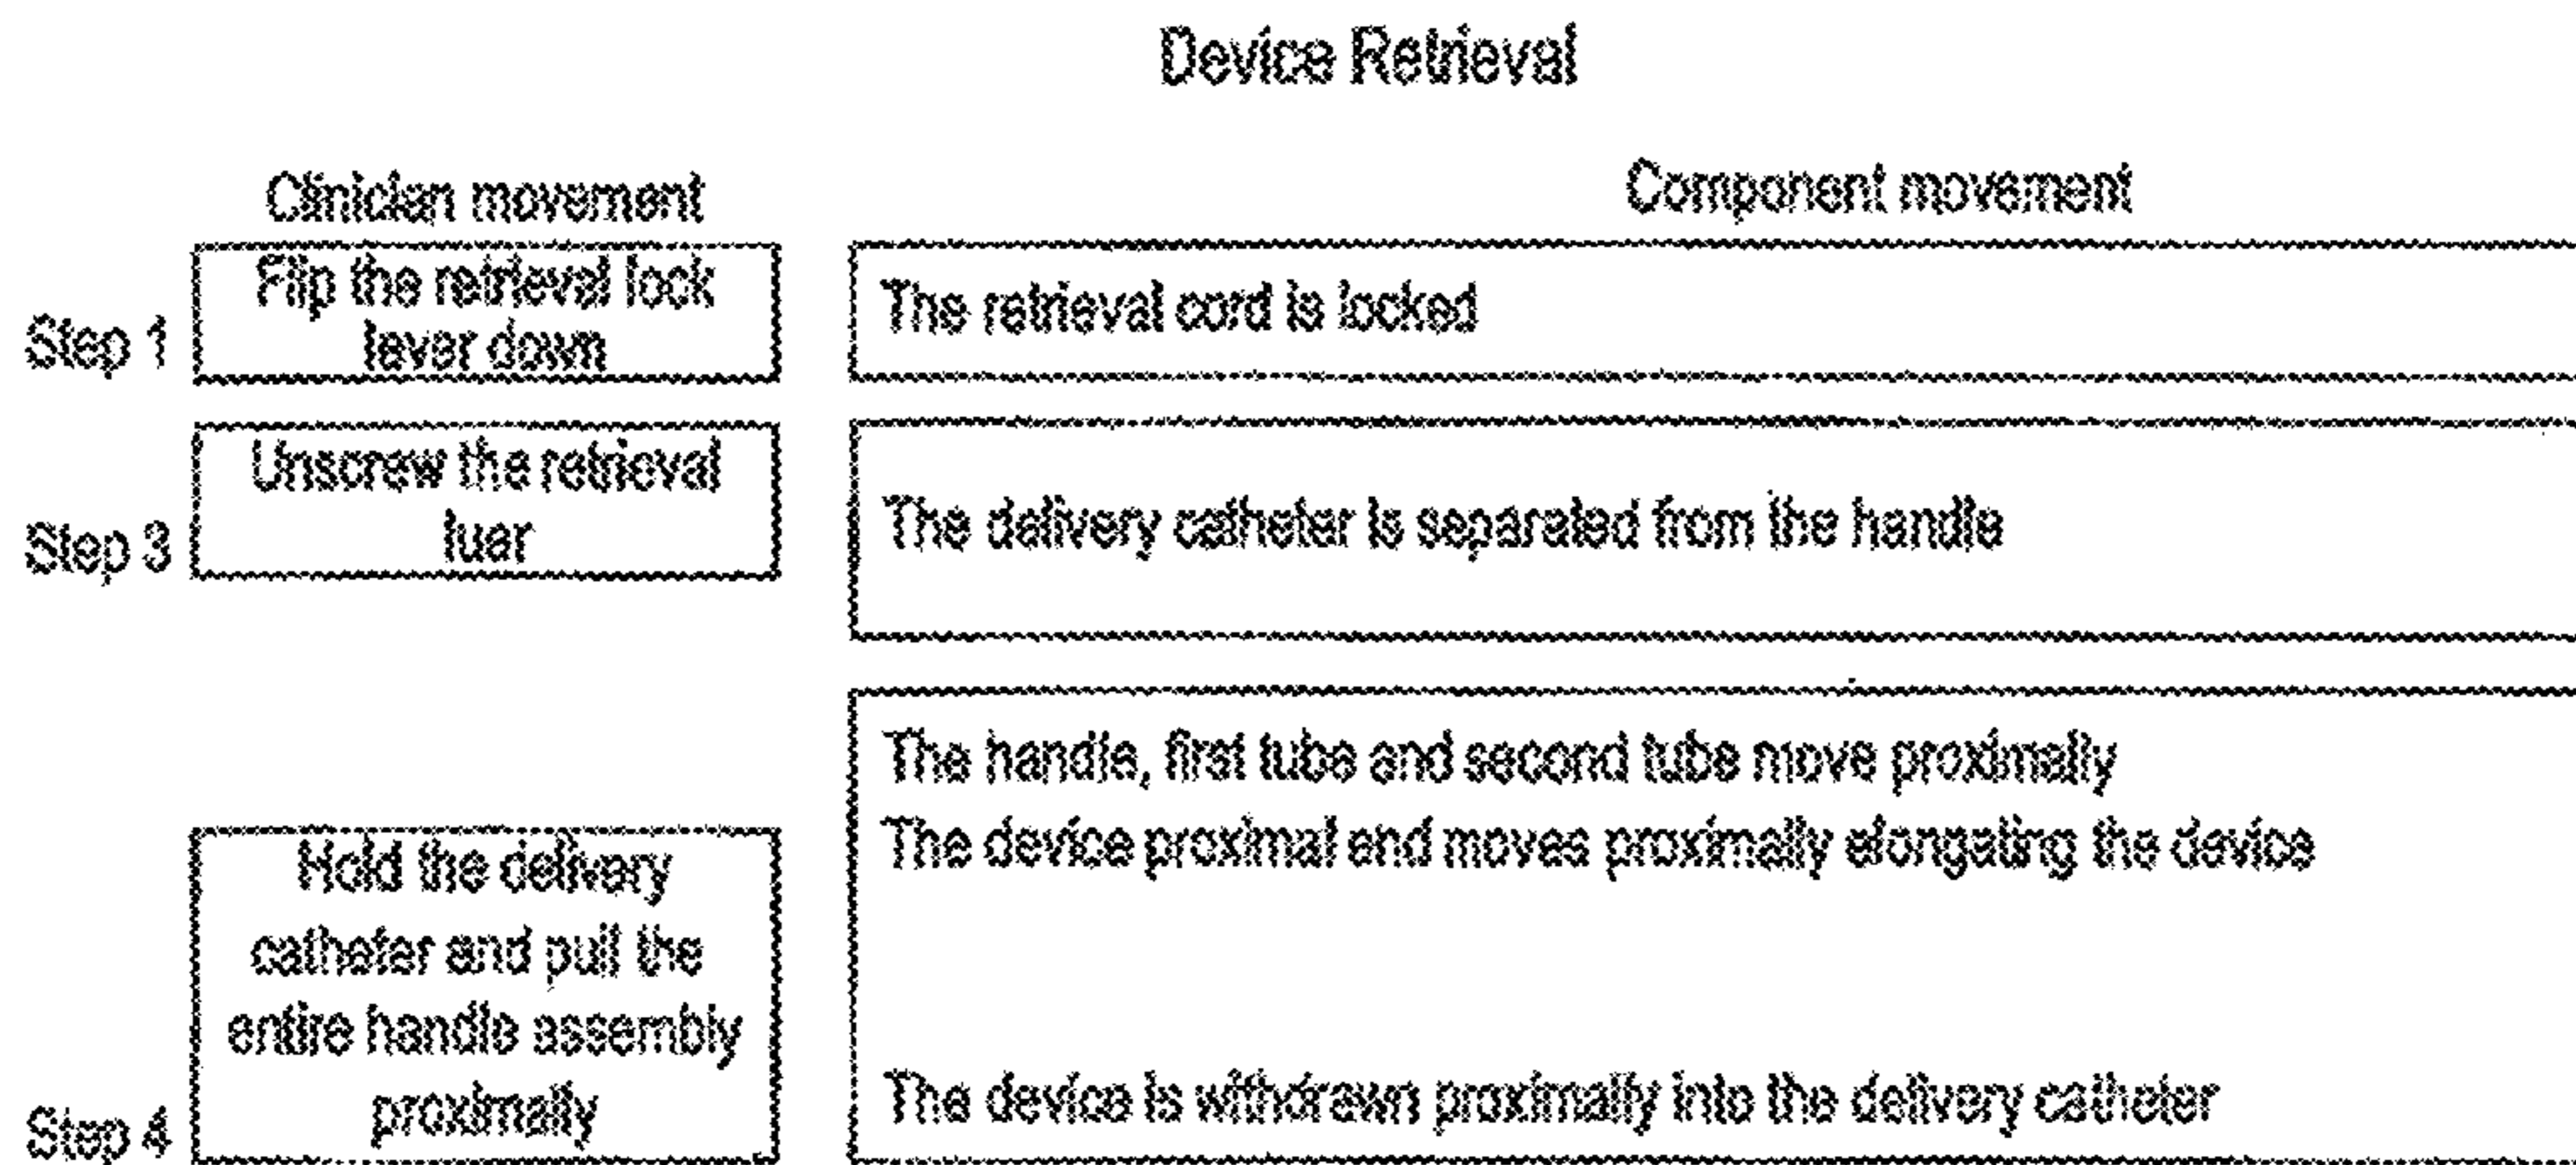 Device Retrieval
Clinician movement
Component movement
Step 1
Flip the retrieval lock
lever down
The retrieval cord is locked
Step 3
Unscrew the retrieval
luer
The delivery catheter is separated from the handle
Step 4
Hold the delivery
catheter and pull the
entire handle assembly
proximally
The handle, first tube and second tube move proximally
The device proximal end moves proximally elongating the device
The device is withdrawn proximally into the delivery catheter